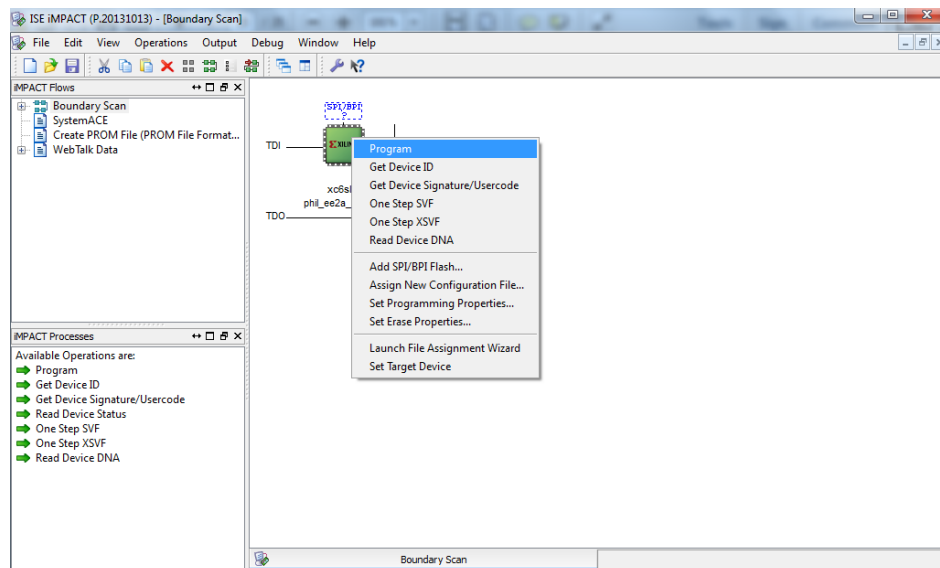 ISE iMPACT (P.20131013) - [Boundary Scan]
File Edit View Operations Output Debug Window Help
iMPACT Flows
Boundary Scan
SystemACE
Create PROM File (PROM File Format...
WebTalk Data
SPI/BPI
?
TDI
XILIN
xc6sl
phil_ee2a_
TDO
Program
Get Device ID
Get Device Signature/Usercode
One Step SVF
One Step XSVF
Read Device DNA
Add SPI/BPI Flash...
Assign New Configuration File...
Set Programming Properties...
Set Erase Properties...
Launch File Assignment Wizard
Set Target Device
iMPACT Processes
Available Operations are:
Program
Get Device ID
Get Device Signature/Usercode
Read Device Status
One Step SVF
One Step XSVF
Read Device DNA
Boundary Scan